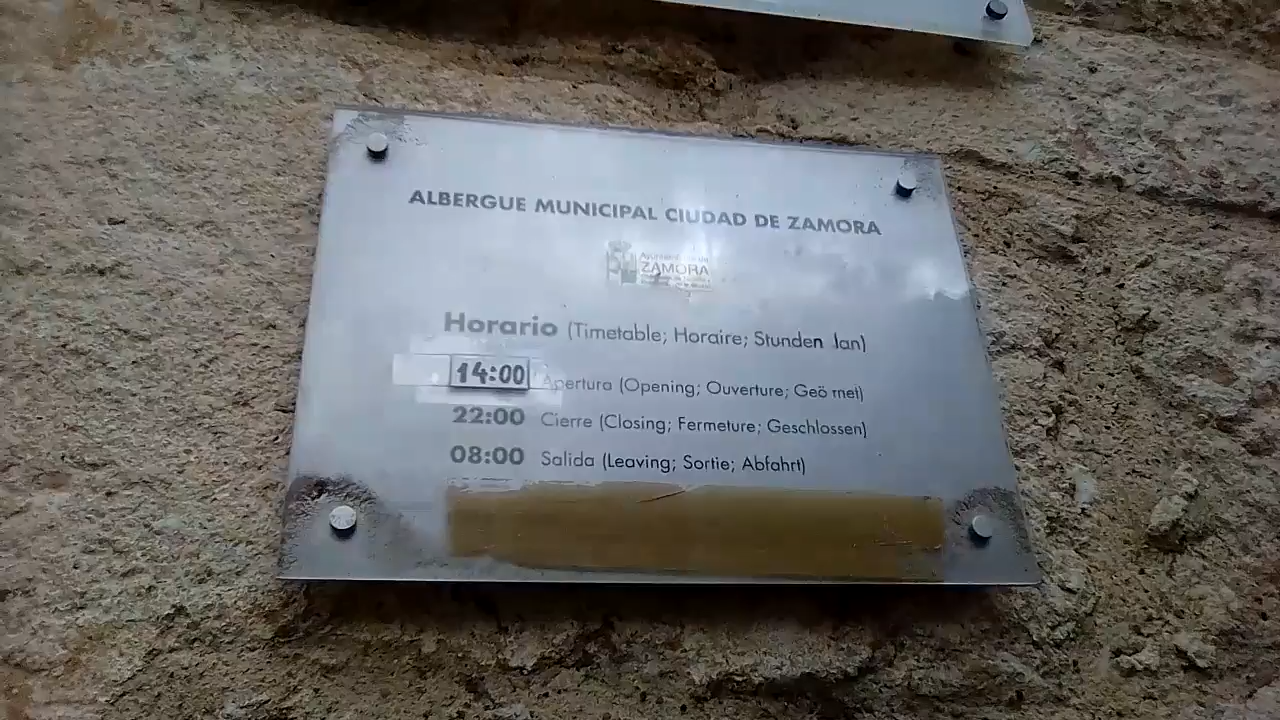 ALBERGUE MUNICIPAL CIUDAD DE ZAMORA
ZAMORA
Horario (Timetable; Horaire; Stunden lan)
14:00 Apertura (Opening; Ouverture; Geö rnet)
22:00 Cierre (Closing; Fermeture; Geschlossen)
08:00 Salida (Leaving; Sortie; Abfahrt)